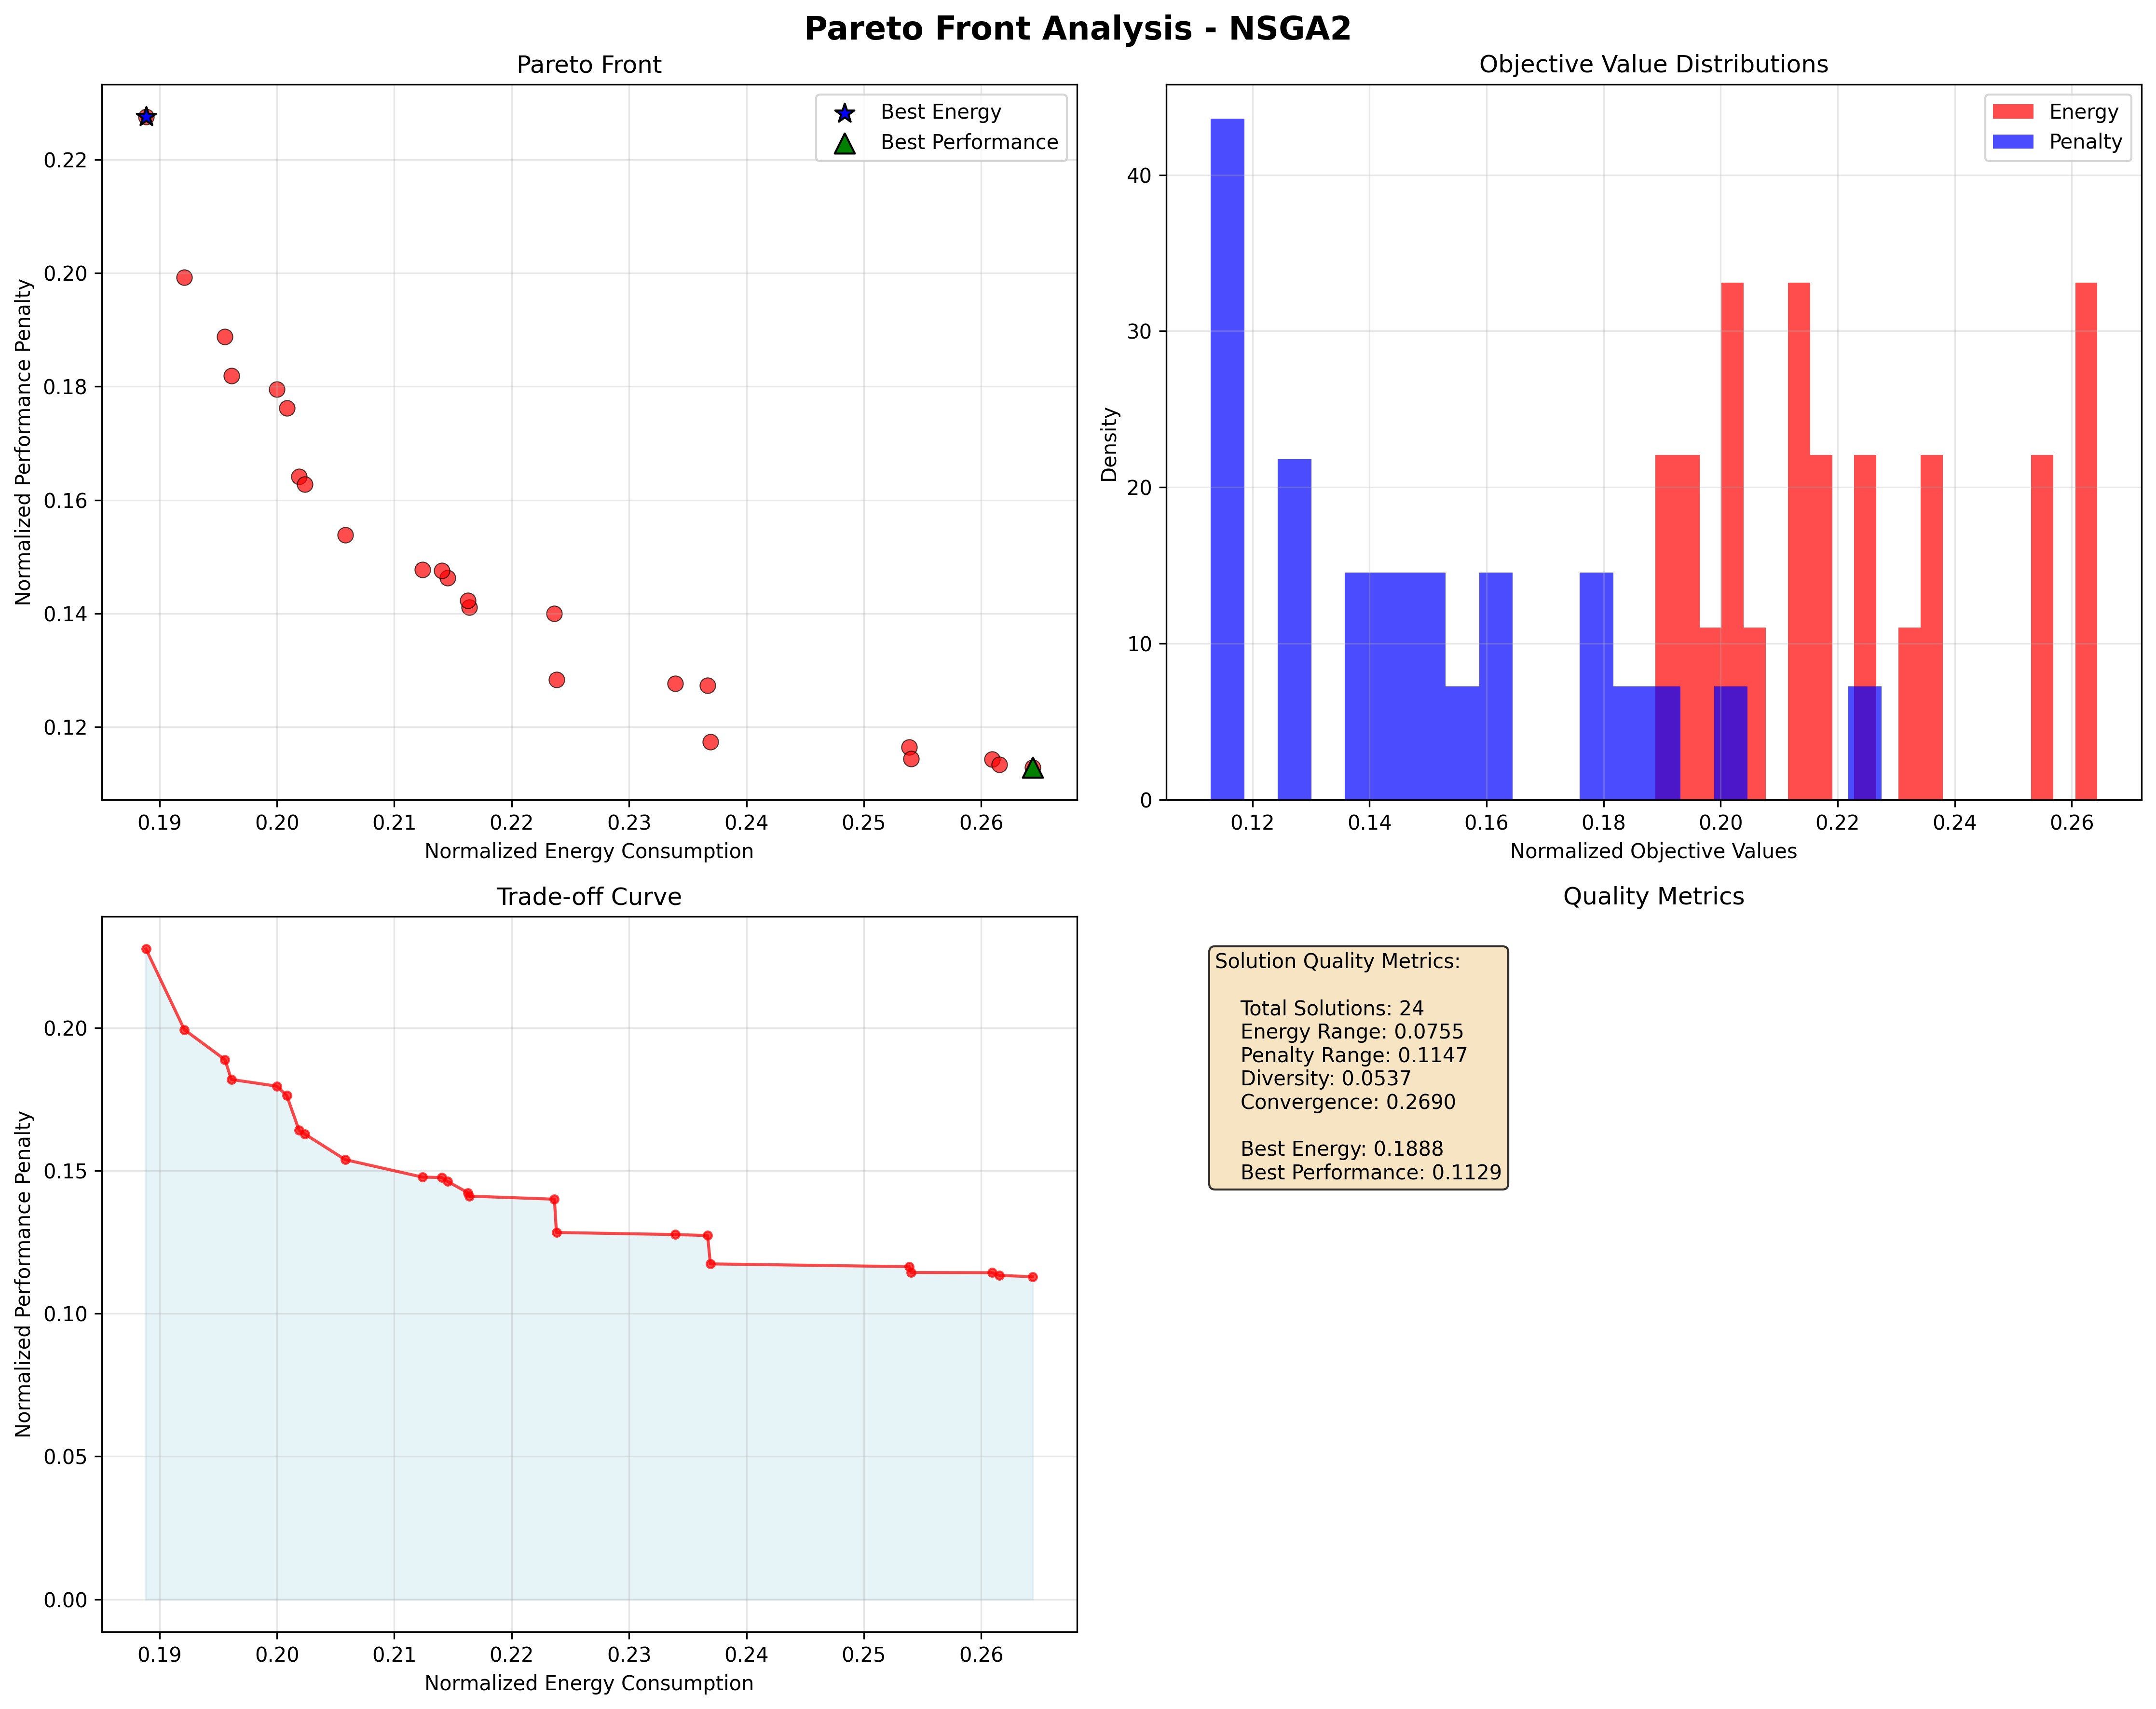 Pareto Front Analysis - NSGA2
Pareto Front
Best Energy
Best Performance
0.22
0.20
0.18
0.16
0.14
0.12
Normalized Performance Penalty
0.19 0.20 0.21 0.22 0.23 0.24 0.25 0.26
Normalized Energy Consumption
Objective Value Distributions
Energy
Penalty
40
30
20
10
0
Density
0.12 0.14 0.16 0.18 0.20 0.22 0.24 0.26
Normalized Objective Values
Trade-off Curve
0.20
0.15
0.10
0.05
0.00
Normalized Performance Penalty
0.19 0.20 0.21 0.22 0.23 0.24 0.25 0.26
Normalized Energy Consumption
Quality Metrics
Solution Quality Metrics:
Total Solutions: 24
Energy Range: 0.0755
Penalty Range: 0.1147
Diversity: 0.0537
Convergence: 0.2690
Best Energy: 0.1888
Best Performance: 0.1129